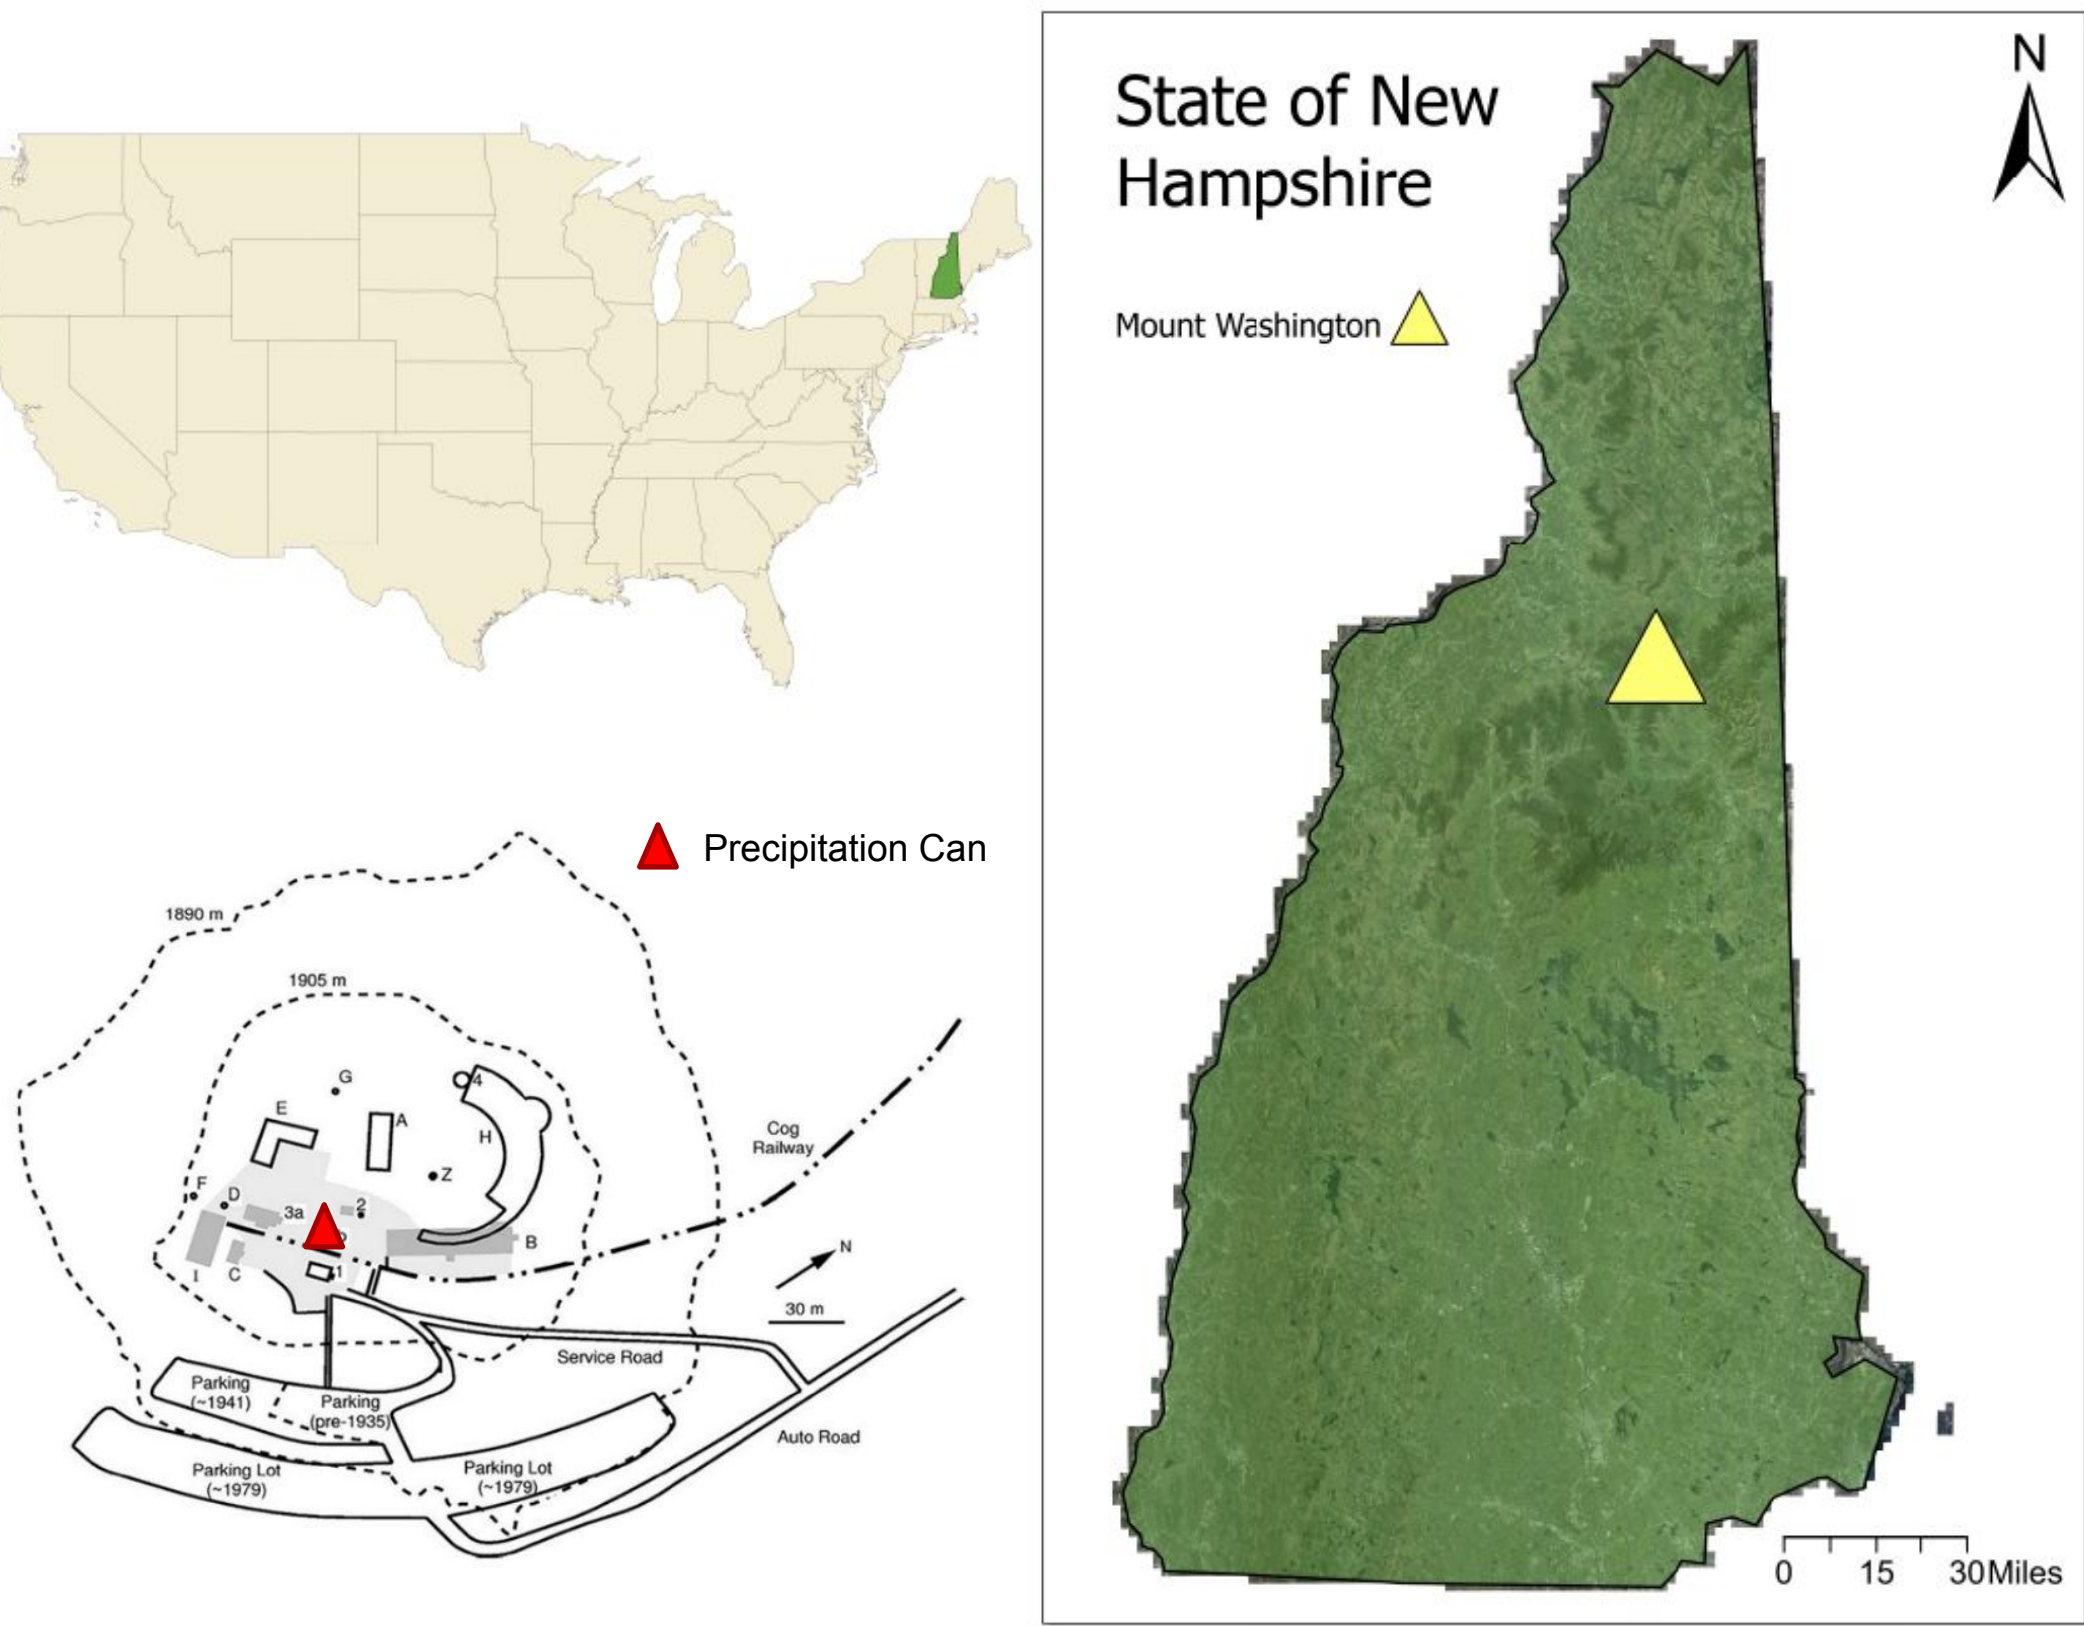 State of New
Hampshire
Mount Washington
N
0 15 30Miles
Precipitation Can
1890 m
1905 m
G
E
A
4
H
Z
F
D
3a
2
B
I
C
1
Cog
Railway
N
30 m
Service Road
Parking
(~1941)
Parking
(pre-1935)
Auto Road
Parking Lot
(~1979)
Parking Lot
(~1979)